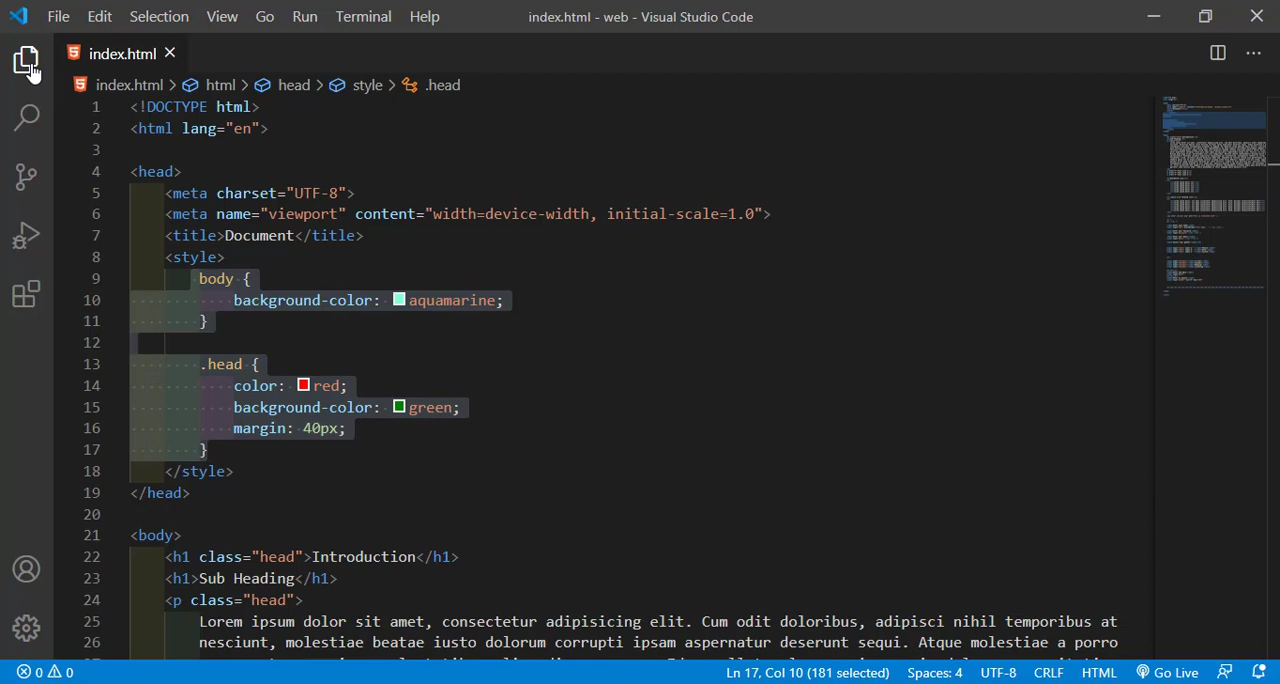 File Edit Selection View Go Run Terminal Help index.html - web - Visual Studio Code
index.html
index.html > html > head > style > .head
1 <!DOCTYPE html>
2 <html lang="en">
3
4 <head>
5 <meta charset="UTF-8">
6 <meta name="viewport" content="width=device-width, initial-scale=1.0">
7 <title>Document</title>
8 <style>
9 body {
10 background-color: aquamarine;
11 }
12
13 .head {
14 color: red;
15 background-color: green;
16 margin: 40px;
17 }
18 </style>
19 </head>
20
21 <body>
22 <h1 class="head">Introduction</h1>
23 <h1>Sub Heading</h1>
24 <p class="head">
25 Lorem ipsum dolor sit amet, consectetur adipisicing elit. Cum odit doloribus, adipisci nihil temporibus at
26 nesciunt, molestiae beatae iusto dolorum corrupti ipsam aspernatur deserunt sequi. Atque molestiae a porro
0 0 Ln 17, Col 10 (181 selected) Spaces: 4 UTF-8 CRLF HTML Go Live